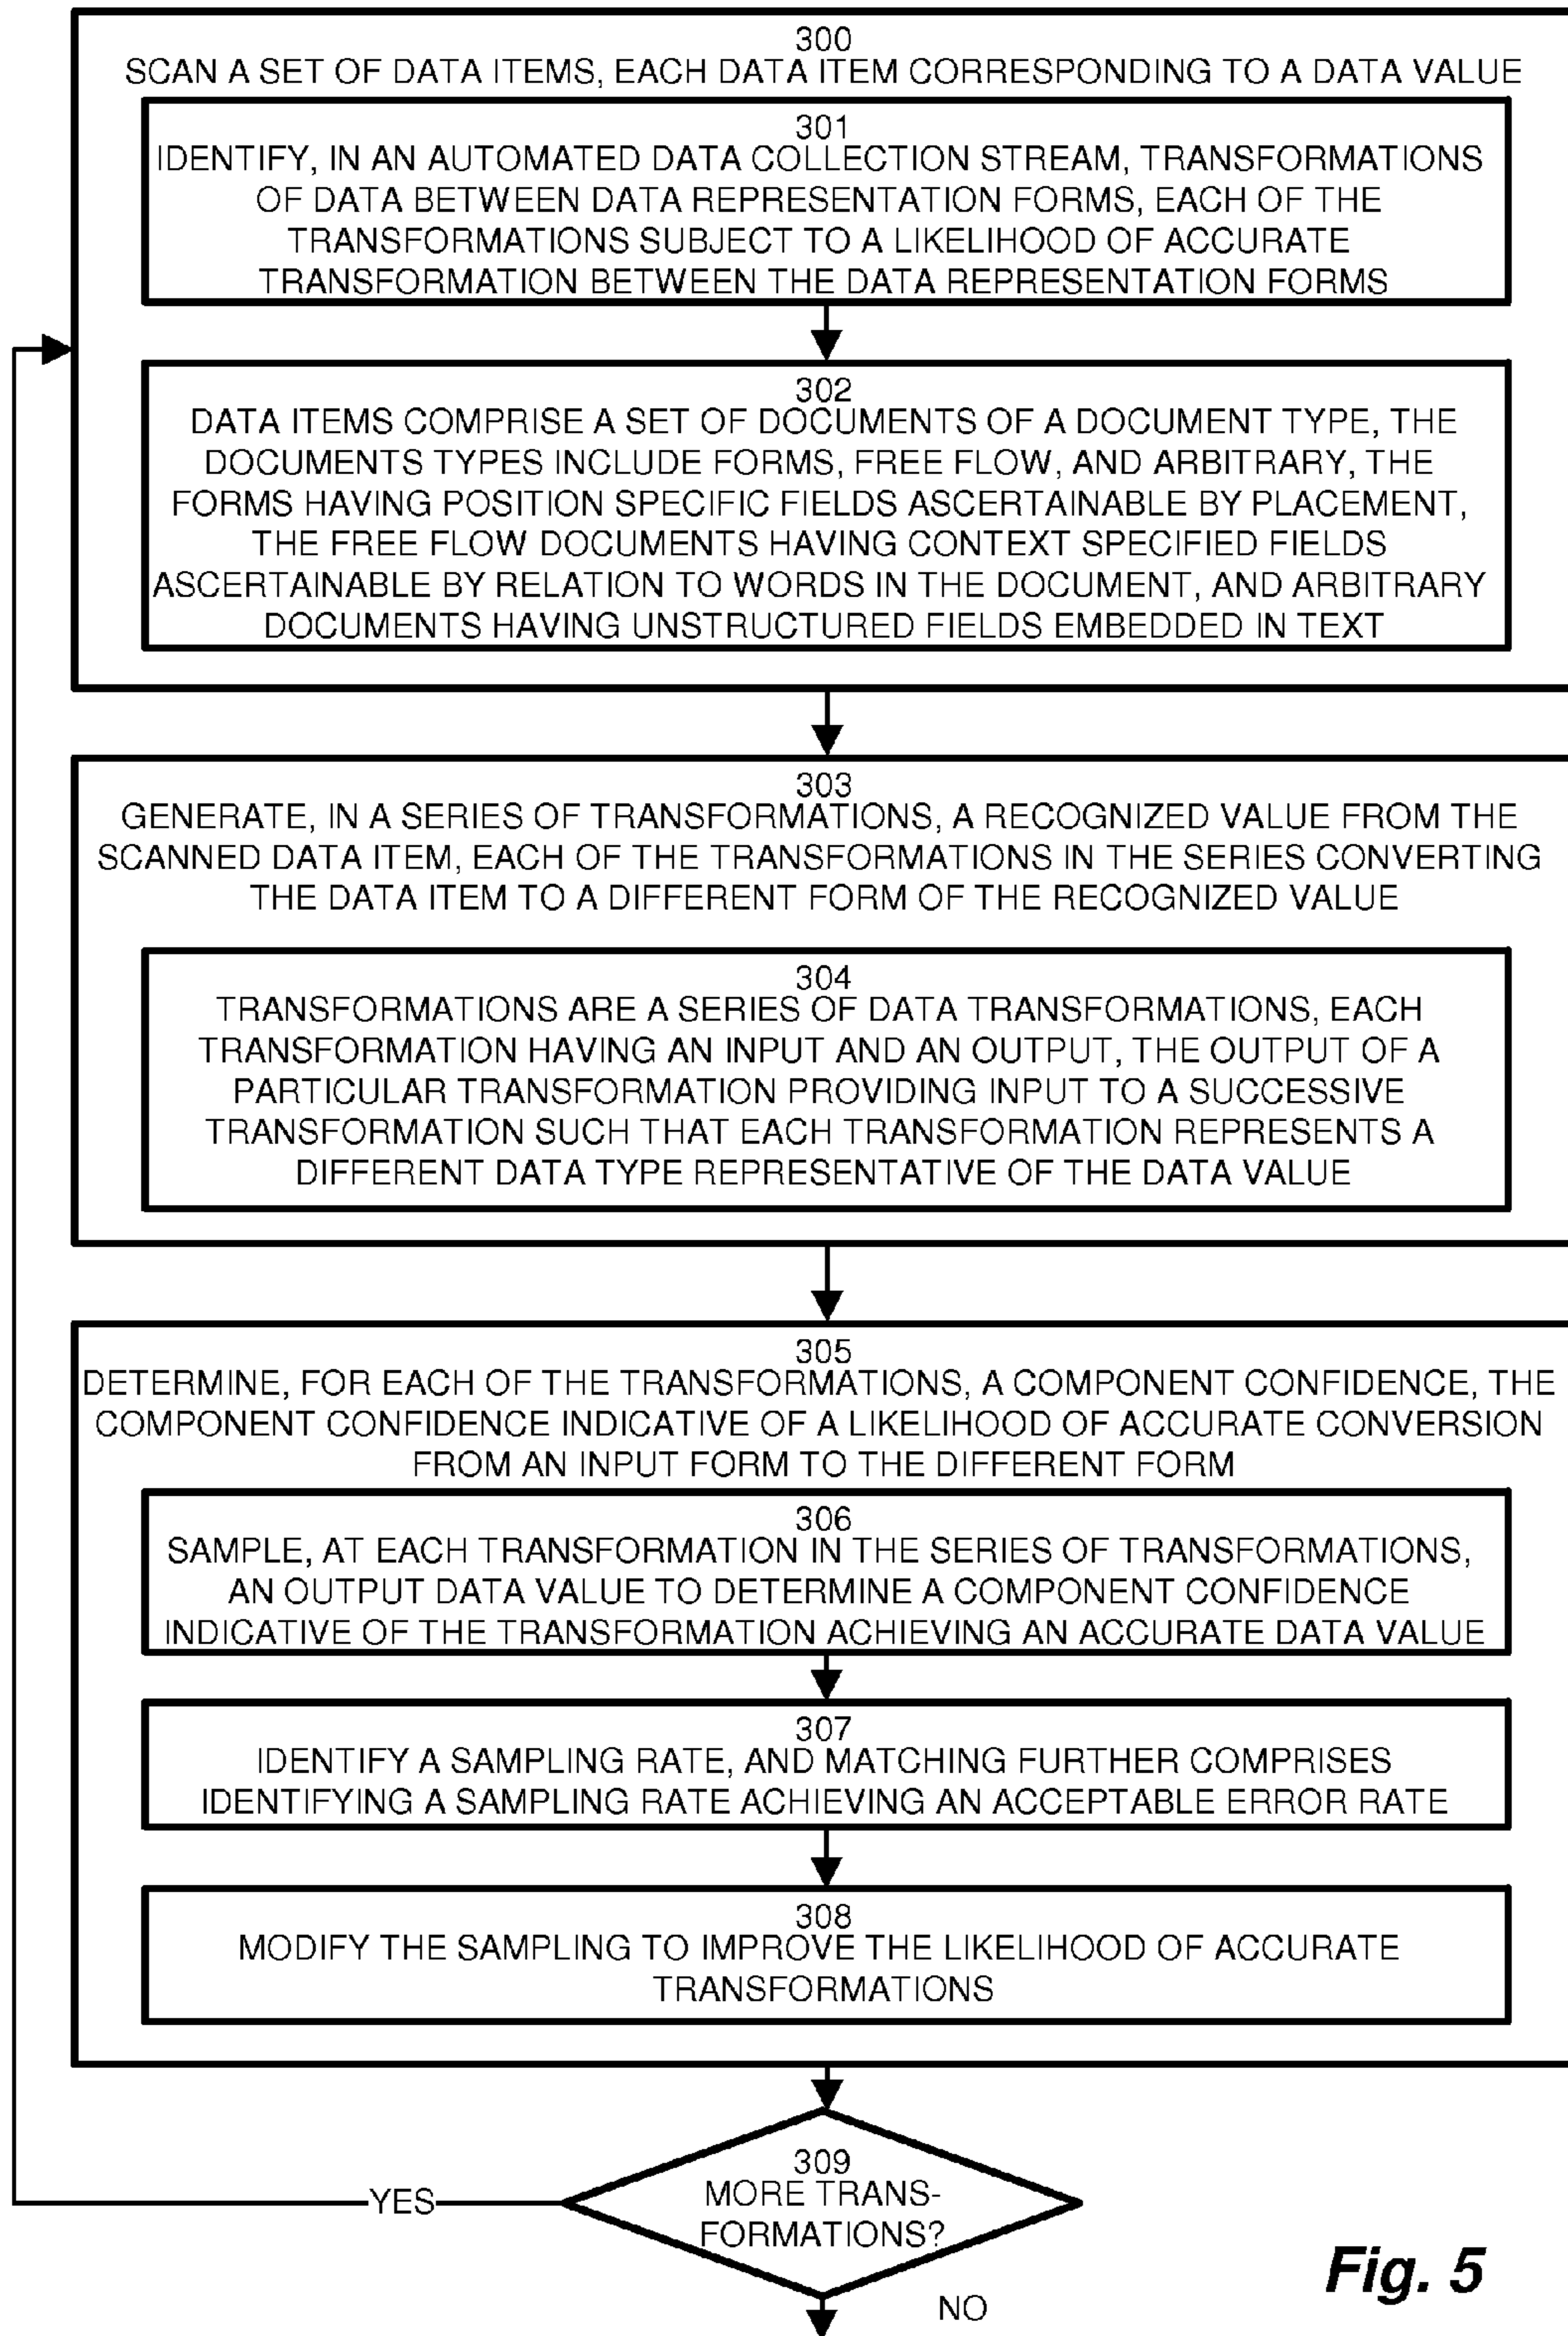 300
SCAN A SET OF DATA ITEMS, EACH DATA ITEM CORRESPONDING TO A DATA VALUE
301
IDENTIFY, IN AN AUTOMATED DATA COLLECTION STREAM, TRANSFORMATIONS
OF DATA BETWEEN DATA REPRESENTATION FORMS, EACH OF THE
TRANSFORMATIONS SUBJECT TO A LIKELIHOOD OF ACCURATE
TRANSFORMATION BETWEEN THE DATA REPRESENTATION FORMS
302
DATA ITEMS COMPRISE A SET OF DOCUMENTS OF A DOCUMENT TYPE, THE
DOCUMENTS TYPES INCLUDE FORMS, FREE FLOW, AND ARBITRARY, THE
FORMS HAVING POSITION SPECIFIC FIELDS ASCERTAINABLE BY PLACEMENT,
THE FREE FLOW DOCUMENTS HAVING CONTEXT SPECIFIED FIELDS
ASCERTAINABLE BY RELATION TO WORDS IN THE DOCUMENT, AND ARBITRARY
DOCUMENTS HAVING UNSTRUCTURED FIELDS EMBEDDED IN TEXT
303
GENERATE, IN A SERIES OF TRANSFORMATIONS, A RECOGNIZED VALUE FROM THE
SCANNED DATA ITEM, EACH OF THE TRANSFORMATIONS IN THE SERIES CONVERTING
THE DATA ITEM TO A DIFFERENT FORM OF THE RECOGNIZED VALUE
304
TRANSFORMATIONS ARE A SERIES OF DATA TRANSFORMATIONS, EACH
TRANSFORMATION HAVING AN INPUT AND AN OUTPUT, THE OUTPUT OF A
PARTICULAR TRANSFORMATION PROVIDING INPUT TO A SUCCESSIVE
TRANSFORMATION SUCH THAT EACH TRANSFORMATION REPRESENTS A
DIFFERENT DATA TYPE REPRESENTATIVE OF THE DATA VALUE
305
DETERMINE, FOR EACH OF THE TRANSFORMATIONS, A COMPONENT CONFIDENCE, THE
COMPONENT CONFIDENCE INDICATIVE OF A LIKELIHOOD OF ACCURATE CONVERSION
FROM AN INPUT FORM TO THE DIFFERENT FORM
306
SAMPLE, AT EACH TRANSFORMATION IN THE SERIES OF TRANSFORMATIONS,
AN OUTPUT DATA VALUE TO DETERMINE A COMPONENT CONFIDENCE
INDICATIVE OF THE TRANSFORMATION ACHIEVING AN ACCURATE DATA VALUE
307
IDENTIFY A SAMPLING RATE, AND MATCHING FURTHER COMPRISES
IDENTIFYING A SAMPLING RATE ACHIEVING AN ACCEPTABLE ERROR RATE
308
MODIFY THE SAMPLING TO IMPROVE THE LIKELIHOOD OF ACCURATE
TRANSFORMATIONS
309
MORE TRANS-
FORMATIONS?
YES
NO
Fig. 5